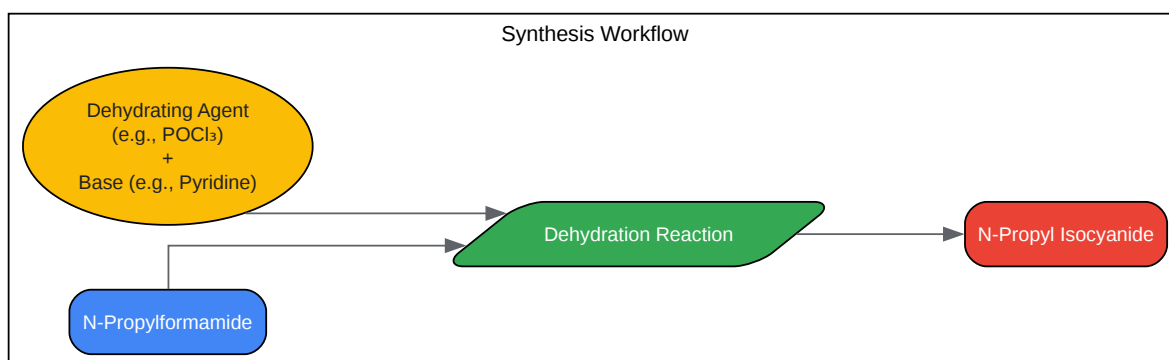 Synthesis Workflow
Dehydrating Agent
(e.g., POCl₃)
+
Base (e.g., Pyridine)
Dehydration Reaction
N-Propyl Isocyanide
N-Propylformamide